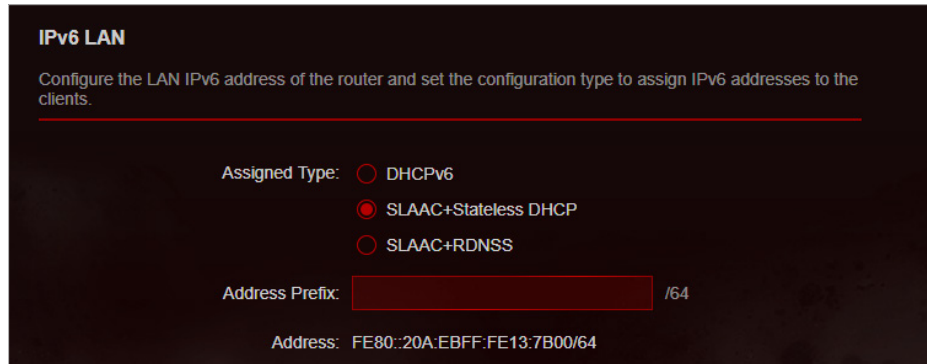 IPv6 LAN
Configure the LAN IPv6 address of the router and set the configuration type to assign IPv6 addresses to the
clients.
Assigned Type: DHCPv6
SLAAC+Stateless DHCP
SLAAC+RDNSS
Address Prefix: /64
Address: FE80::20A:EBFF:FE13:7B00/64